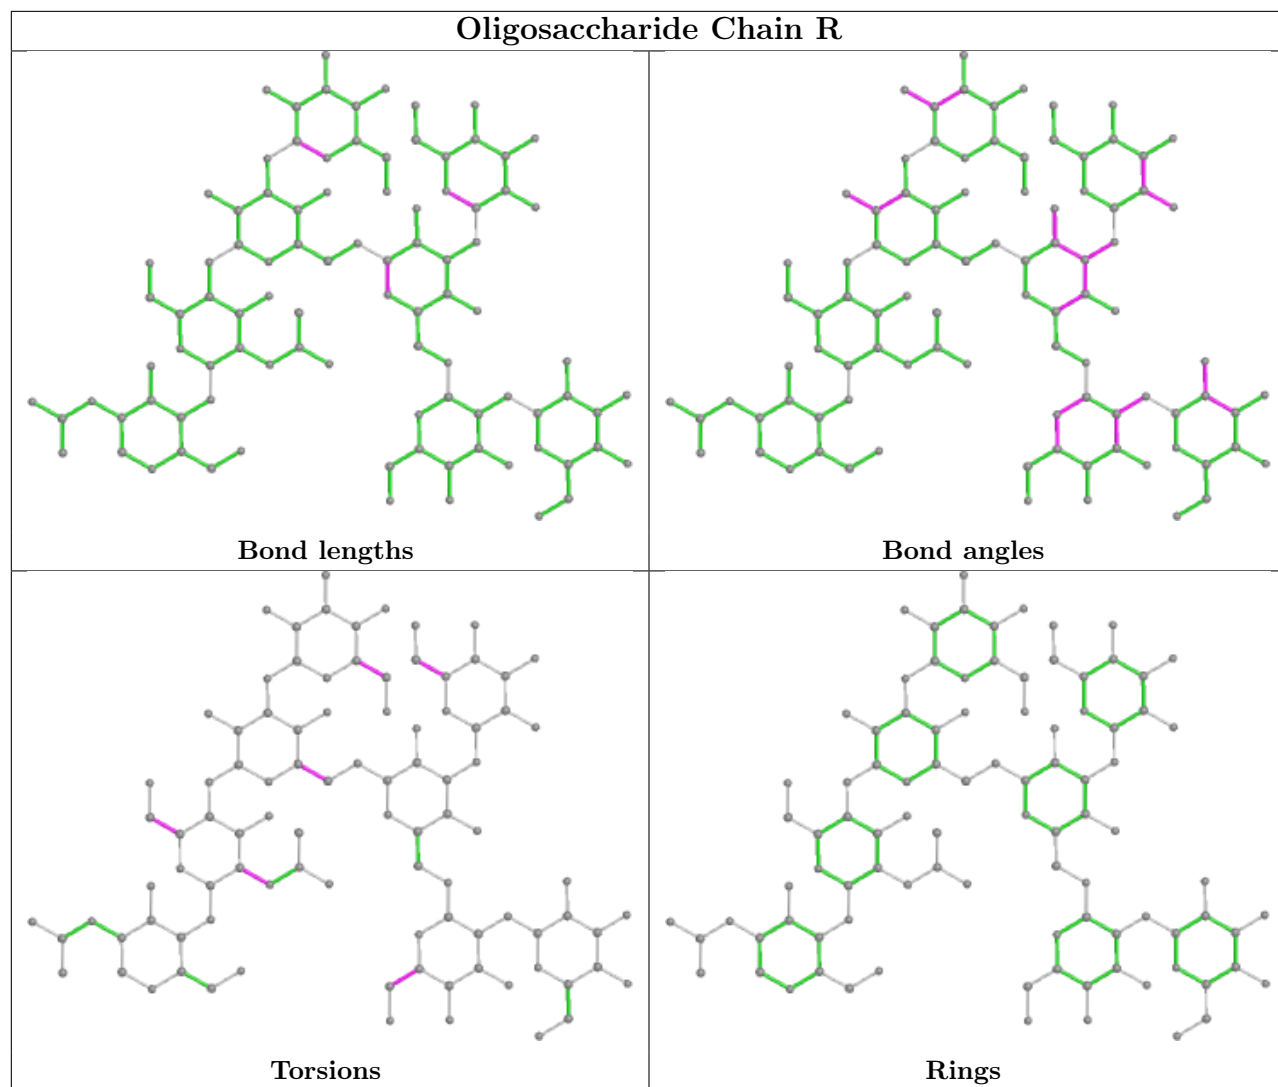 Oligosaccharide Chain R
Bond lengths
Bond angles
Torsions
Rings